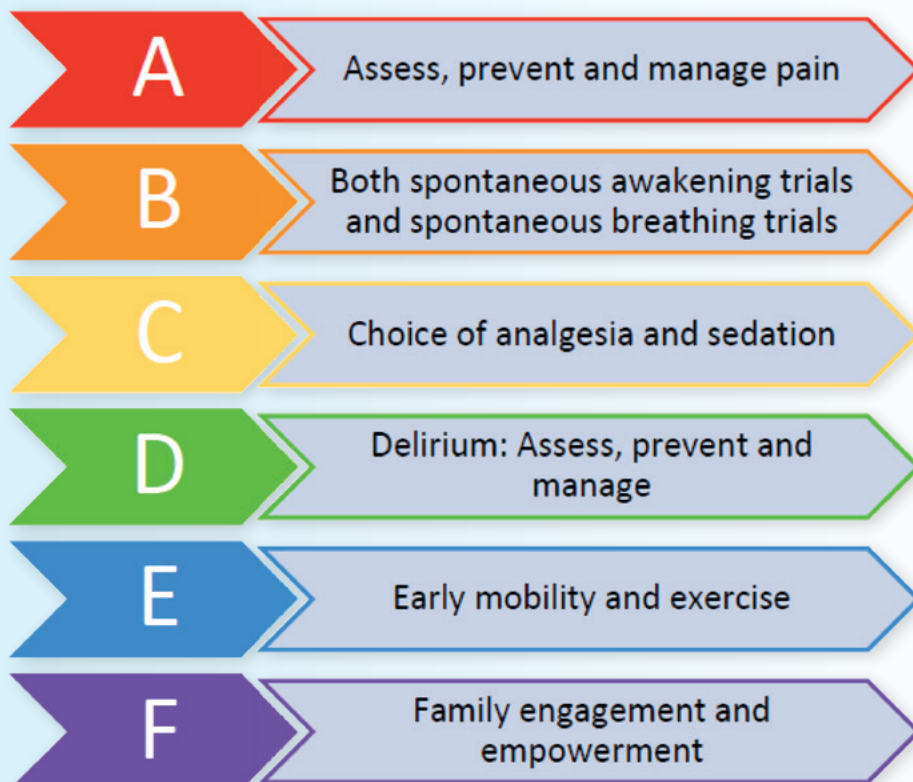 A
Assess, prevent and manage pain
B
Both spontaneous awakening trials
and spontaneous breathing trials
C
Choice of analgesia and sedation
D
Delirium: Assess, prevent and
manage
E
Early mobility and exercise
F
Family engagement and
empowerment